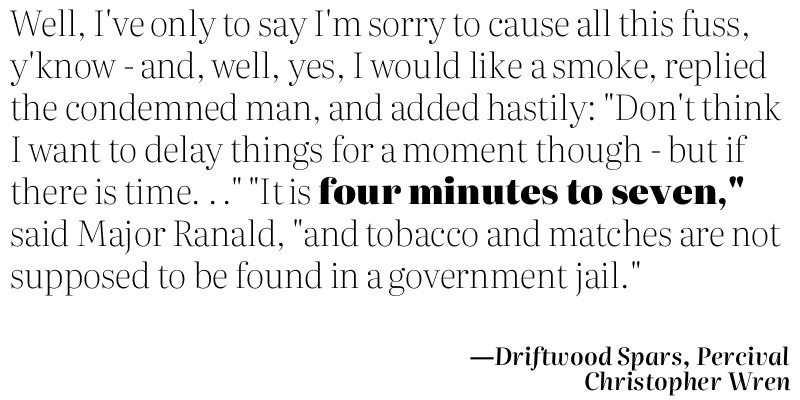 Well, I've only to say I'm sorry to cause all this fuss,
y'know - and, well, yes, I would like a smoke, replied
the condemned man, and added hastily: "Don't think
I want to delay things for a moment though - but if
there is time. . ." "It is four minutes to seven,"
said Major Ranald, "and tobacco and matches are not
supposed to be found in a government jail."
—Driftwood Spars, Percival
Christopher Wren